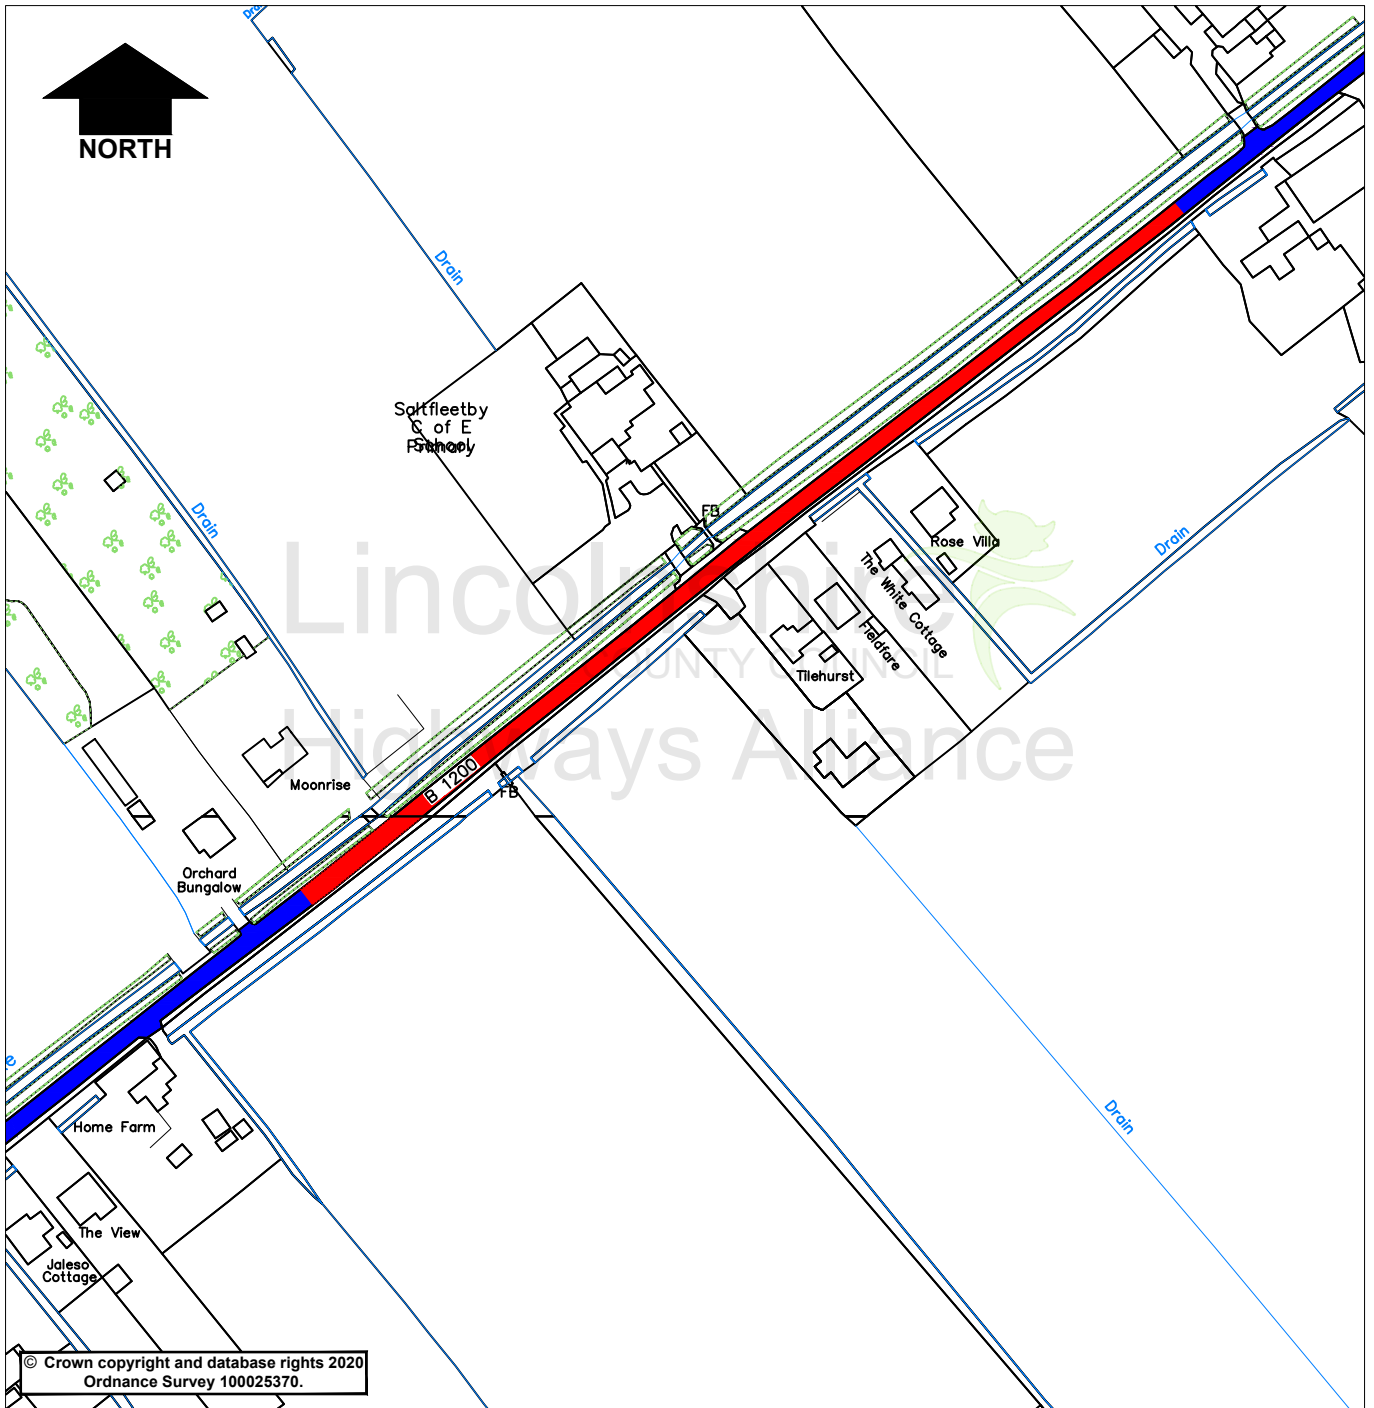 Drain
NORTH
Drain
Saltfleetby
C of E
Primary
School
Drain
FB
Rose Villa
The White Cottage
Fieldfare
Tilehurst
Drain
Lincolnshire
COUNTY COUNCIL
Highways Alliance
Moonrise
B 1200
FB
Orchard
Bungalow
Home Farm
The View
Jaleso
Cottage
Drain
© Crown copyright and database rights 2020
Ordnance Survey 100025370.